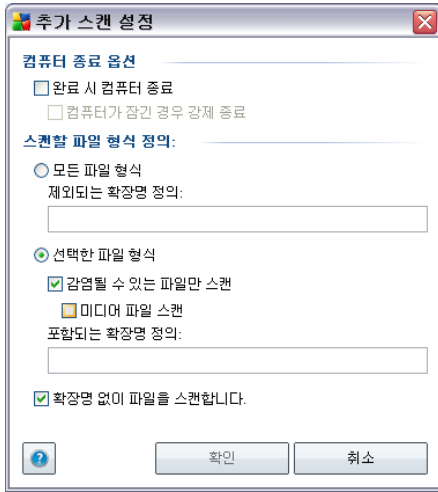 추가 스캔 설정
컴퓨터 종료 옵션
완료 시 컴퓨터 종료
컴퓨터가 잠긴 경우 강제 종료
스캔할 파일 형식 정의:
모든 파일 형식
제외되는 확장명 정의:
선택한 파일 형식
감염될 수 있는 파일만 스캔
미디어 파일 스캔
포함되는 확장명 정의:
확장명 없이 파일을 스캔합니다.
?
확인
취소